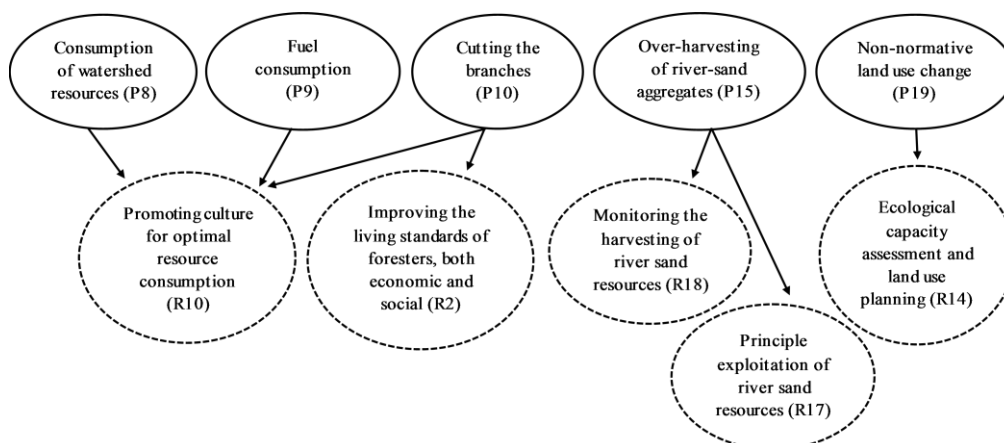 Consumption
of watershed
resources (P8)
Fuel
consumption
(P9)
Cutting the
branches
(P10)
Over-harvesting
of river-sand
aggregates (P15)
Non-normative
land use change
(P19)
Promoting culture
for optimal
resource
consumption
(R10)
Improving the
living standards of
foresters, both
economic and
social (R2)
Monitoring the
harvesting of
river sand
resources (R18)
Ecological
capacity
assessment and
land use
planning (R14)
Principle
exploitation of
river sand
resources (R17)